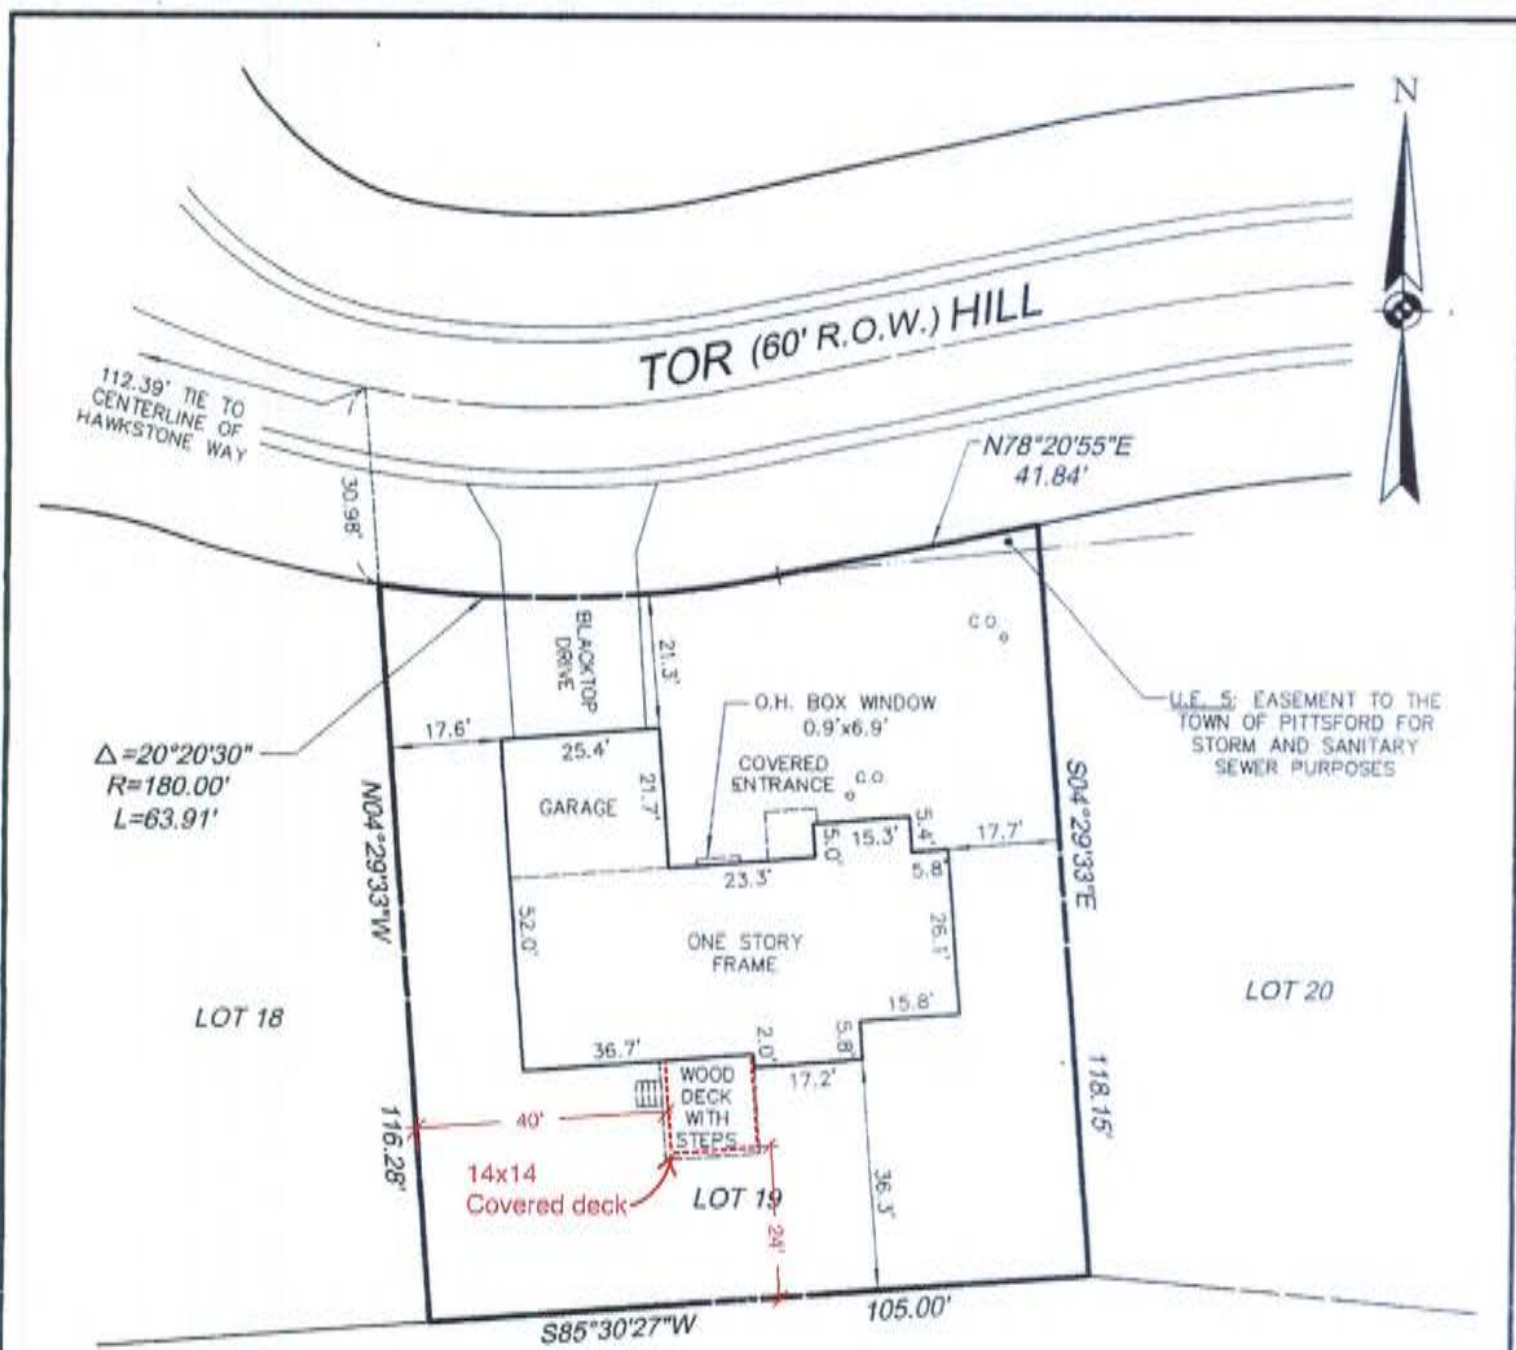 N
TOR (60' R.O.W.) HILL
112.39' TIE TO
CENTERLINE OF
HAWKSTONE WAY
N78°20'55"E
41.84'
30.98'
C.O.
BLACKTOP
DRIVE
21.3'
O.H. BOX WINDOW
0.9'x6.9'
U.E. 5: EASEMENT TO THE
TOWN OF PITTSFORD FOR
STORM AND SANITARY
SEWER PURPOSES
17.6'
25.4'
Δ=20°20'30"
R=180.00'
L=63.91'
COVERED
ENTRANCE
C.O.
GARAGE
21.7'
5.0'
15.3'
5.4'
17.7'
5.8'
23.3'
N04°29'33"W
S04°29'33"E
52.0'
ONE STORY
FRAME
26.1'
LOT 18
15.8'
LOT 20
36.7'
2.0'
5.8'
17.2'
WOOD
DECK
WITH
STEPS
40'
116.28'
118.15'
14x14
Covered deck
LOT 19
36.3'
24'
S85°30'27"W
105.00'